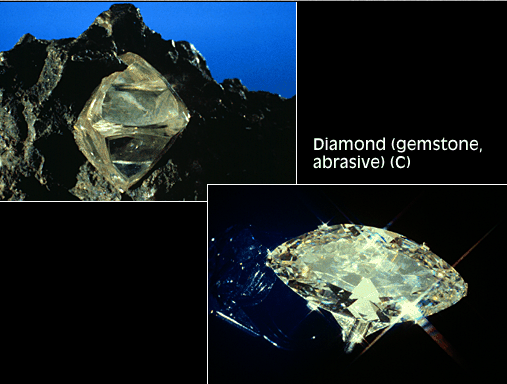 Diamond (gemstone,
abrasive) (C)